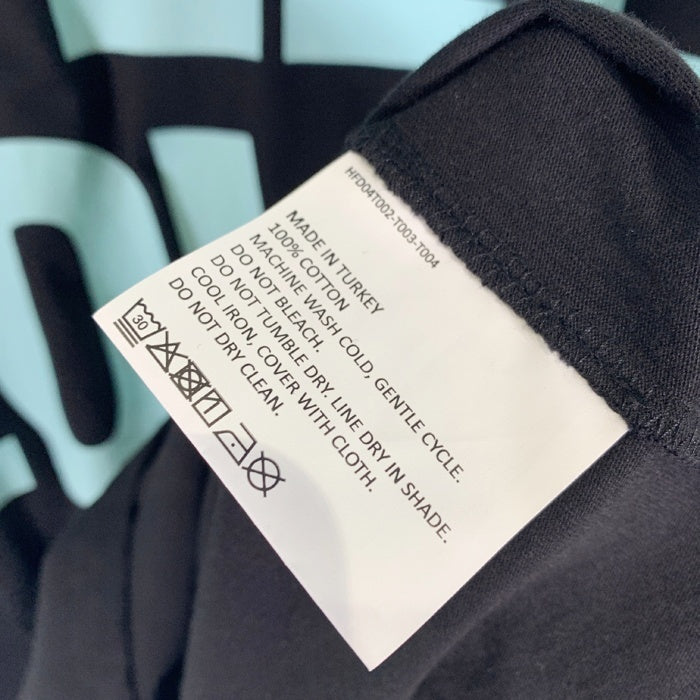 HFD04T002-T003-T004
MADE IN TURKEY
100% COTTON
MACHINE WASH COLD, GENTLE CYCLE.
DO NOT BLEACH.
DO NOT TUMBLE DRY. LINE DRY IN SHADE.
COOL IRON, COVER WITH CLOTH.
DO NOT DRY CLEAN.
30